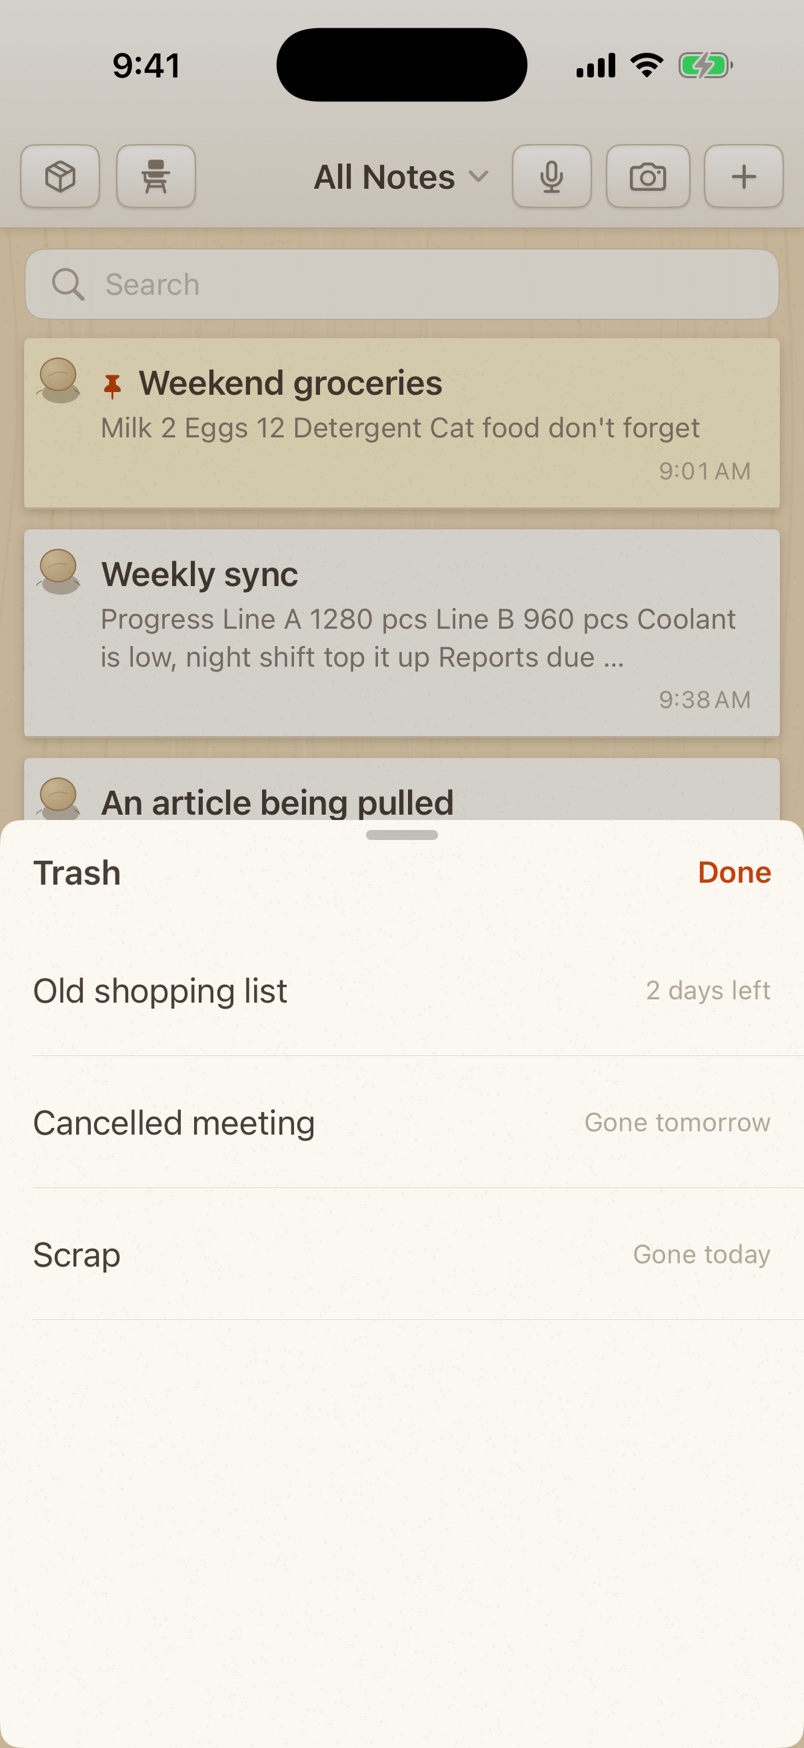 9:41
All Notes
Search
Weekend groceries
Milk 2 Eggs 12 Detergent Cat food don't forget
9:01 AM
Weekly sync
Progress Line A 1280 pcs Line B 960 pcs Coolant
is low, night shift top it up Reports due ...
9:38 AM
An article being pulled
Trash
Done
Old shopping list
2 days left
Cancelled meeting
Gone tomorrow
Scrap
Gone today